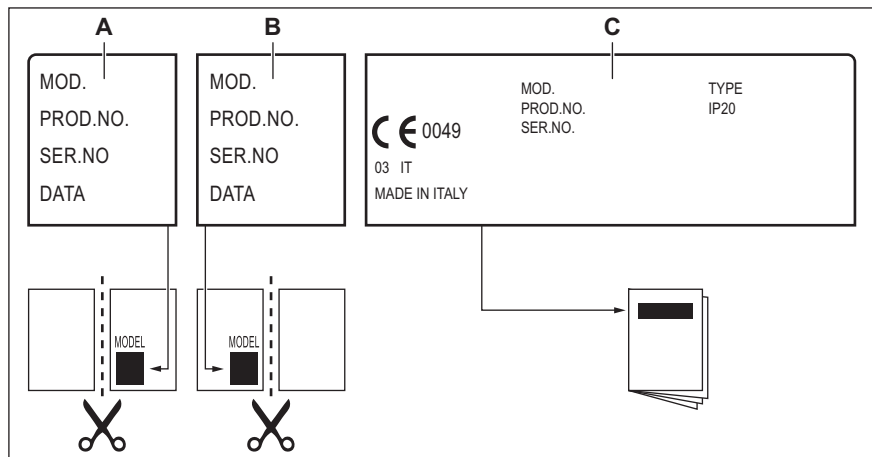 A
B
C
MOD.
PROD.NO.
SER.NO
DATA
MOD.
PROD.NO.
SER.NO
DATA
MOD.
PROD.NO.
SER.NO.
TYPE
IP20
CE 0049
03 IT
MADE IN ITALY
MODEL
MODEL